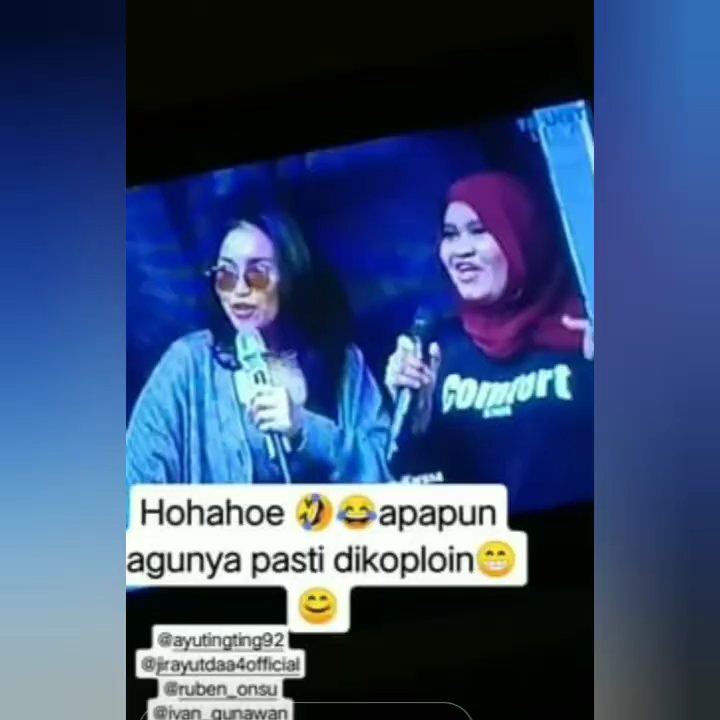 Comfort
Hohahoe 🤣😂apapun
agunya pasti dikoploin😁
😊
@ayutingting92
@jirayutdaa4official
@ruben_onsu
@ivan_gunawan